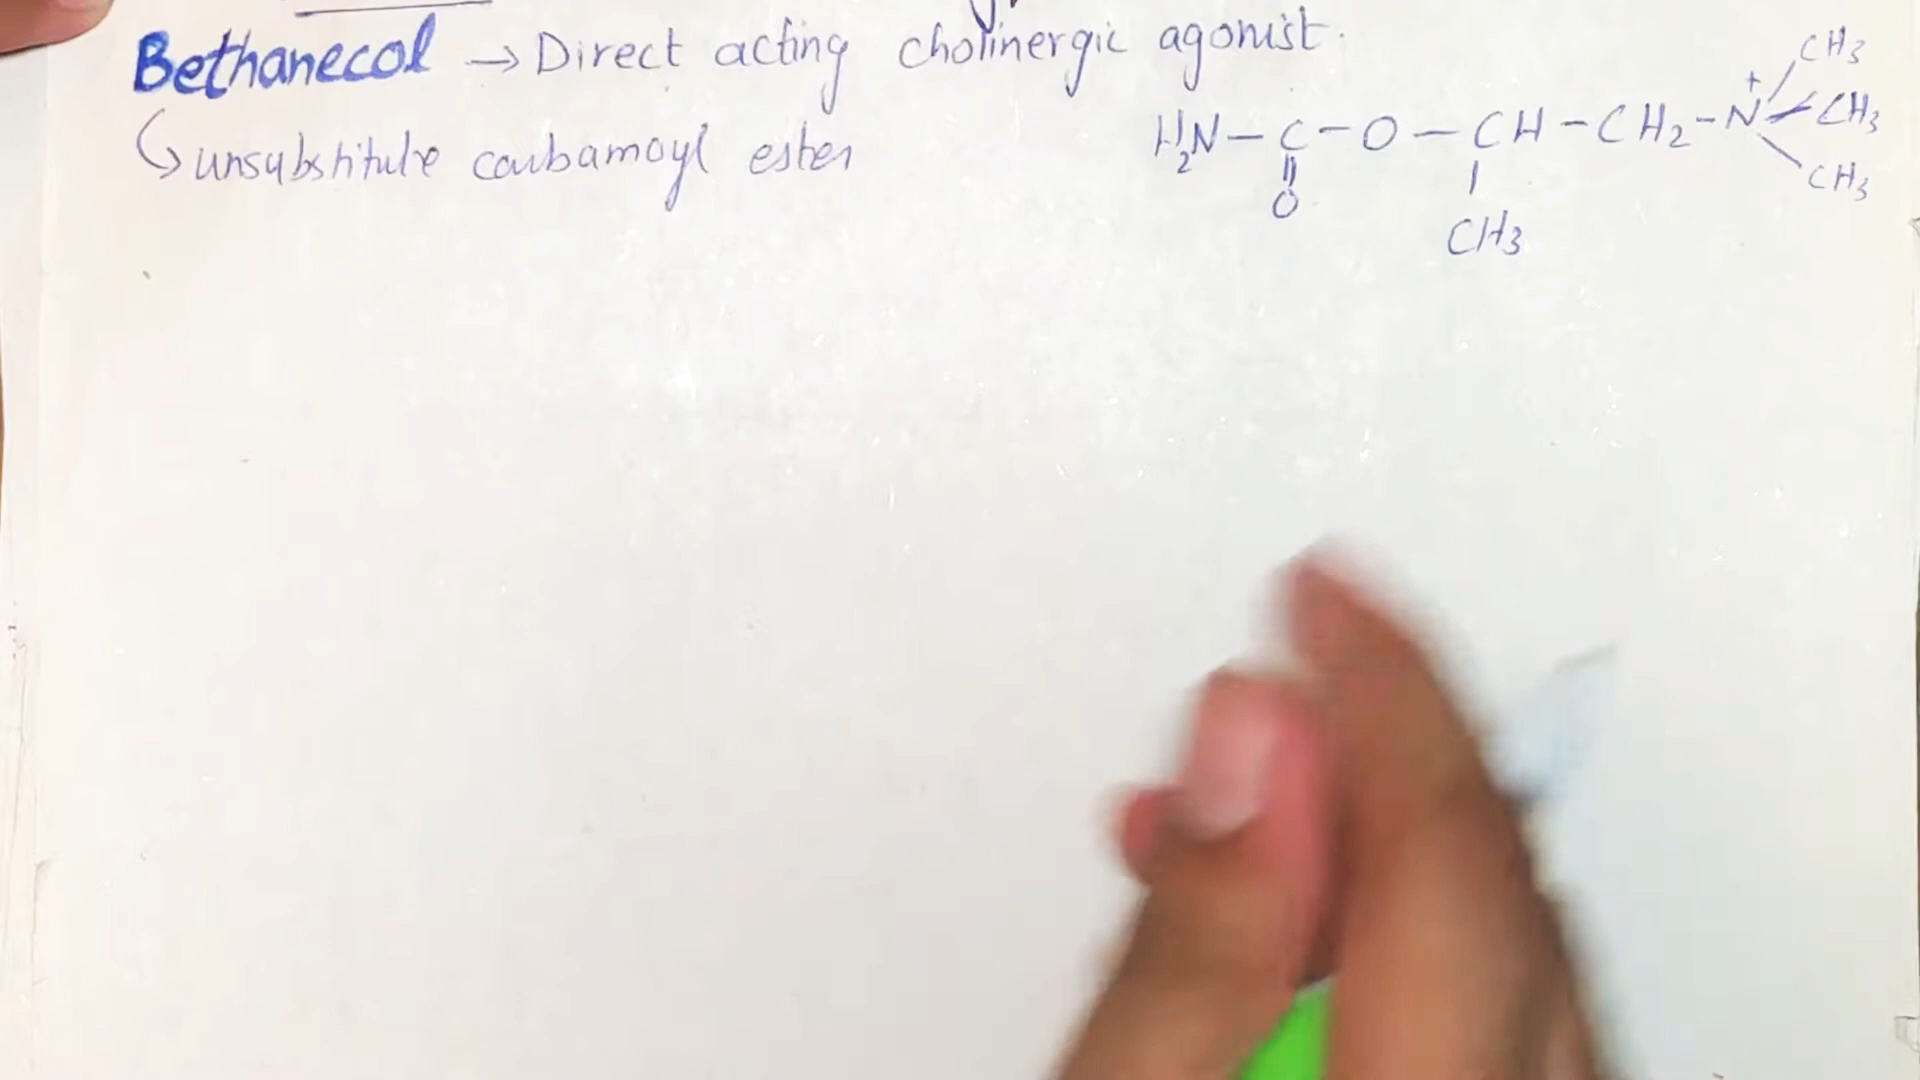 Bethanecol → Direct acting cholinergic agonist.
unsubstitute carbamoyl ester
CH3
H2N – C – O – CH – CH2 – N+ – CH3
O
CH3
CH3